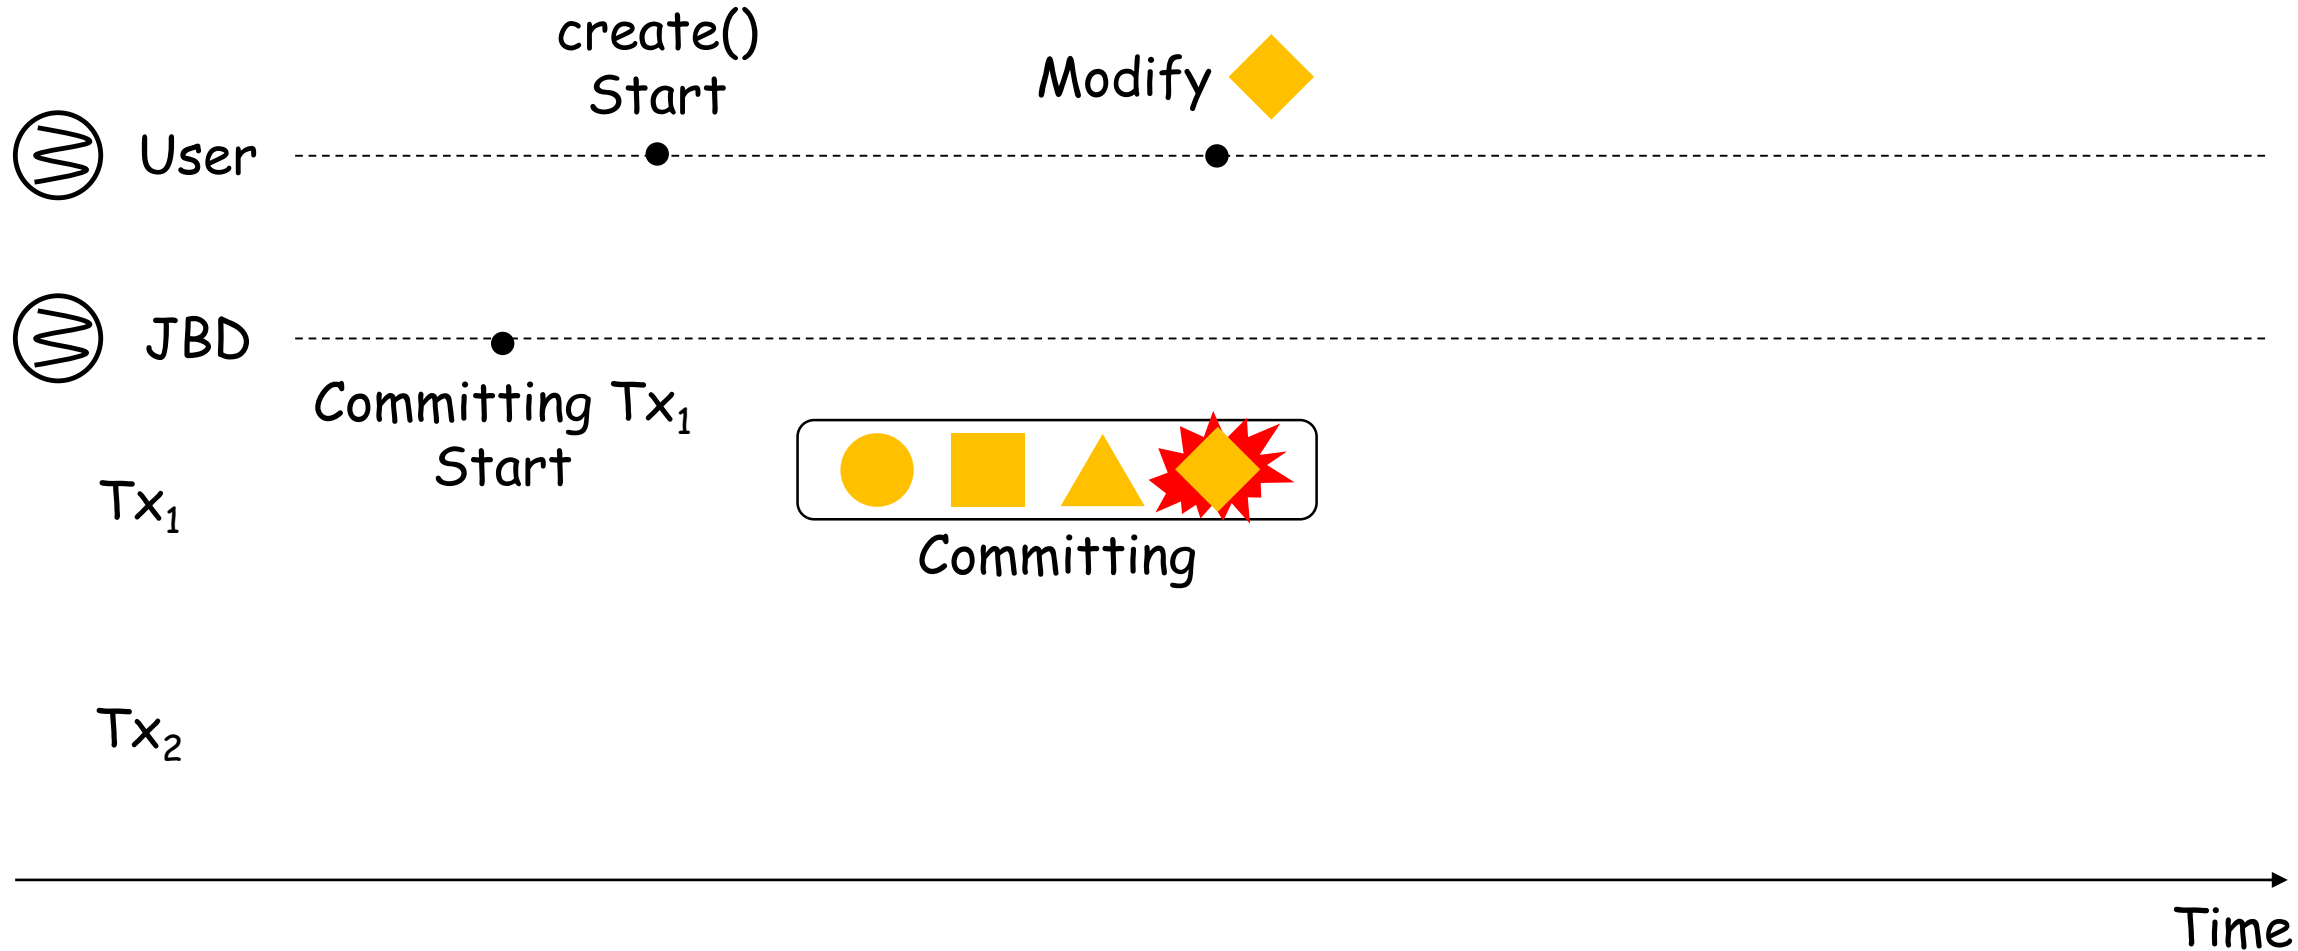 create()
Start
Modify
User
JBD
Committing Tx₁
Start
Tx₁
Committing
Tx₂
Time